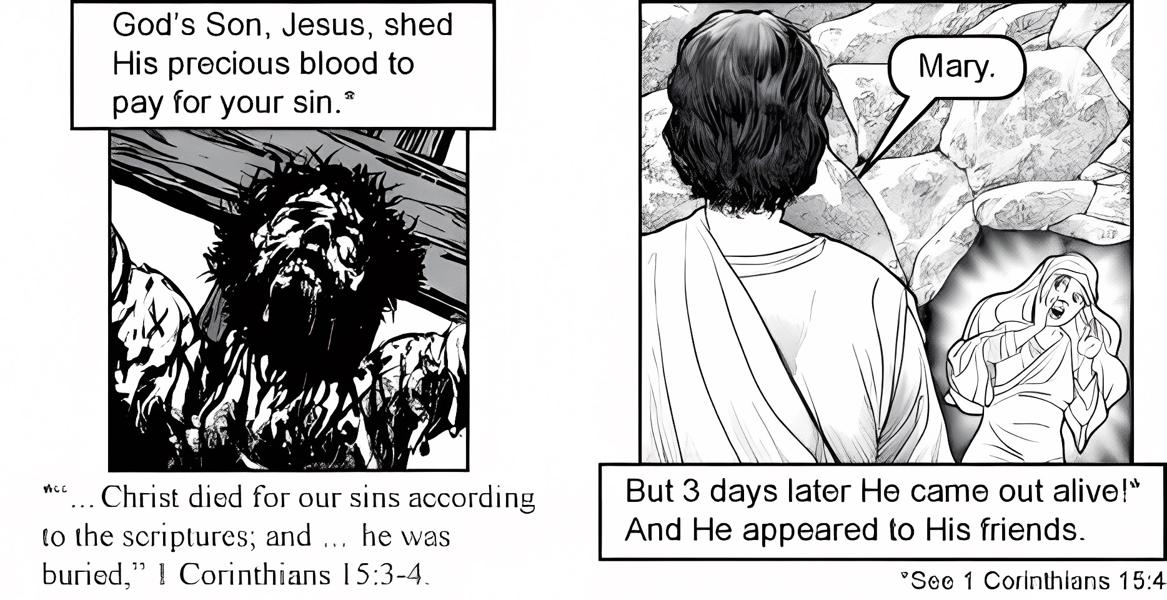 God's Son, Jesus, shed
His precious blood to
pay for your sin.*
"... Christ died for our sins according
to the scriptures; and ... he was
buried," 1 Corinthians 15:3-4.
Mary.
But 3 days later He came out alive!*
And He appeared to His friends.
*See 1 Corinthians 15:4